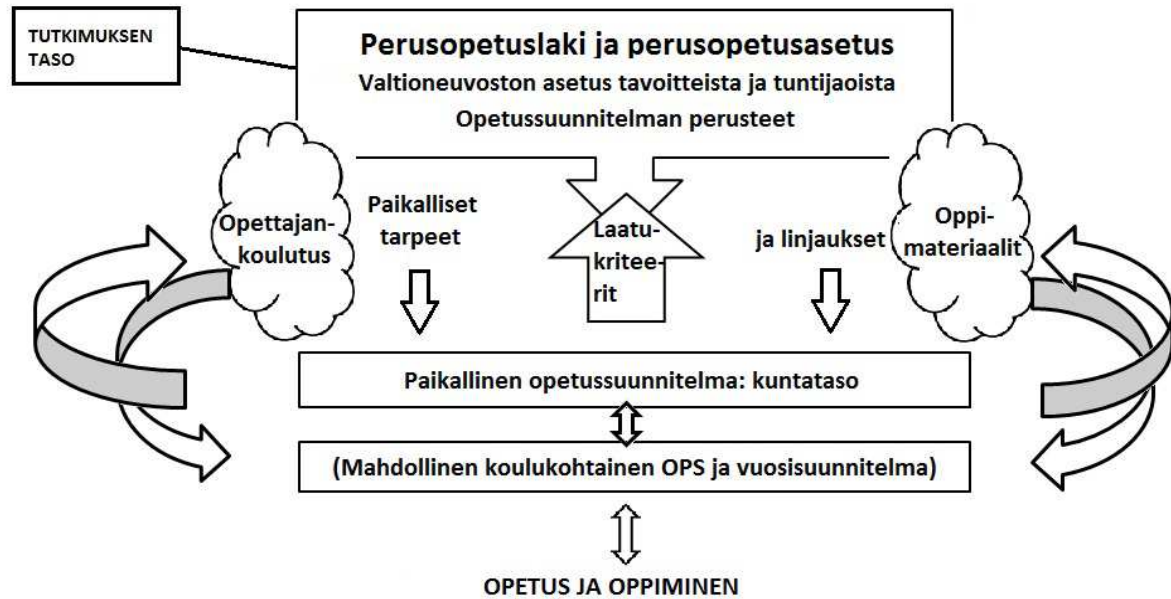 TUTKIMUKSEN
TASO
Perusopetuslaki ja perusopetusasetus
Valtioneuvoston asetus tavoitteista ja tuntijaoista
Opetussuunnitelman perusteet
Opettajan-
koulutus
Paikalliset
tarpeet
Laatu-
kritee-
rit
ja linjaukset
Oppi-
materiaalit
Paikallinen opetussuunnitelma: kuntataso
(Mahdollinen koulukohtainen OPS ja vuosisuunnitelma)
OPETUS JA OPPIMINEN